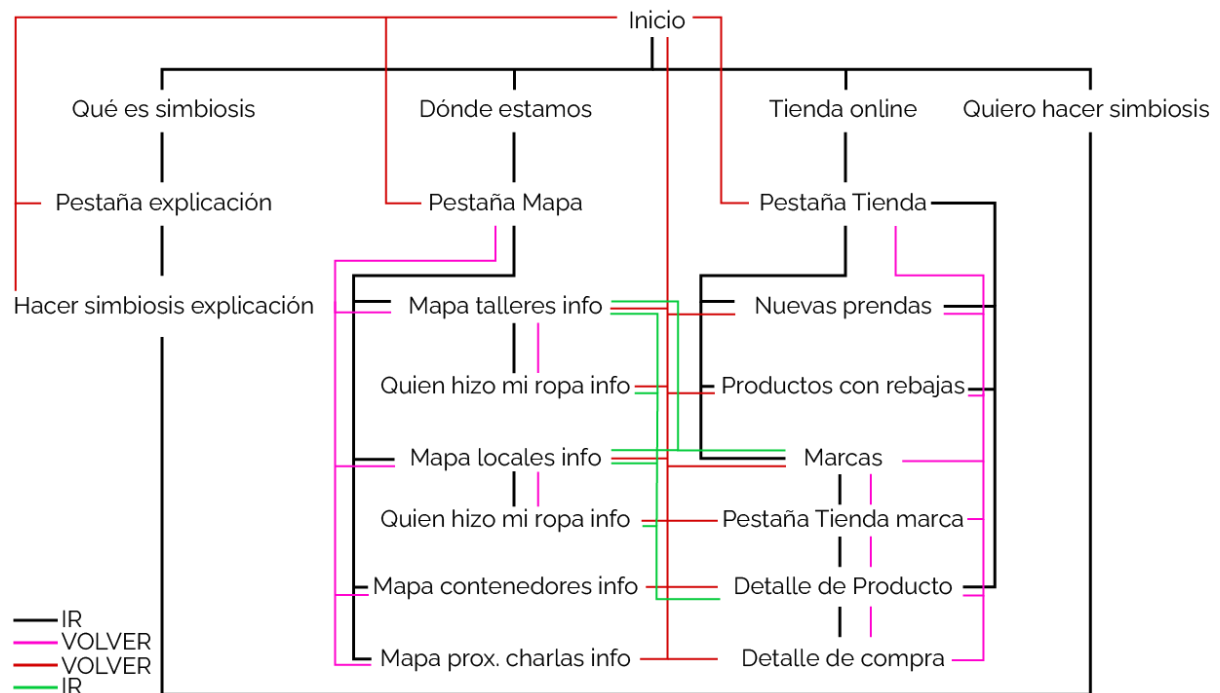 Inicio
Qué es simbiosis
Dónde estamos
Tienda online
Quiero hacer simbiosis
Pestaña explicación
Pestaña Mapa
Pestaña Tienda
Hacer simbiosis explicación
Mapa talleres info
Nuevas prendas
Quien hizo mi ropa info
Productos con rebajas
Mapa locales info
Marcas
Quien hizo mi ropa info
Pestaña Tienda marca
Mapa contenedores info
Detalle de Producto
Mapa prox. charlas info
Detalle de compra
IR
VOLVER
VOLVER
IR